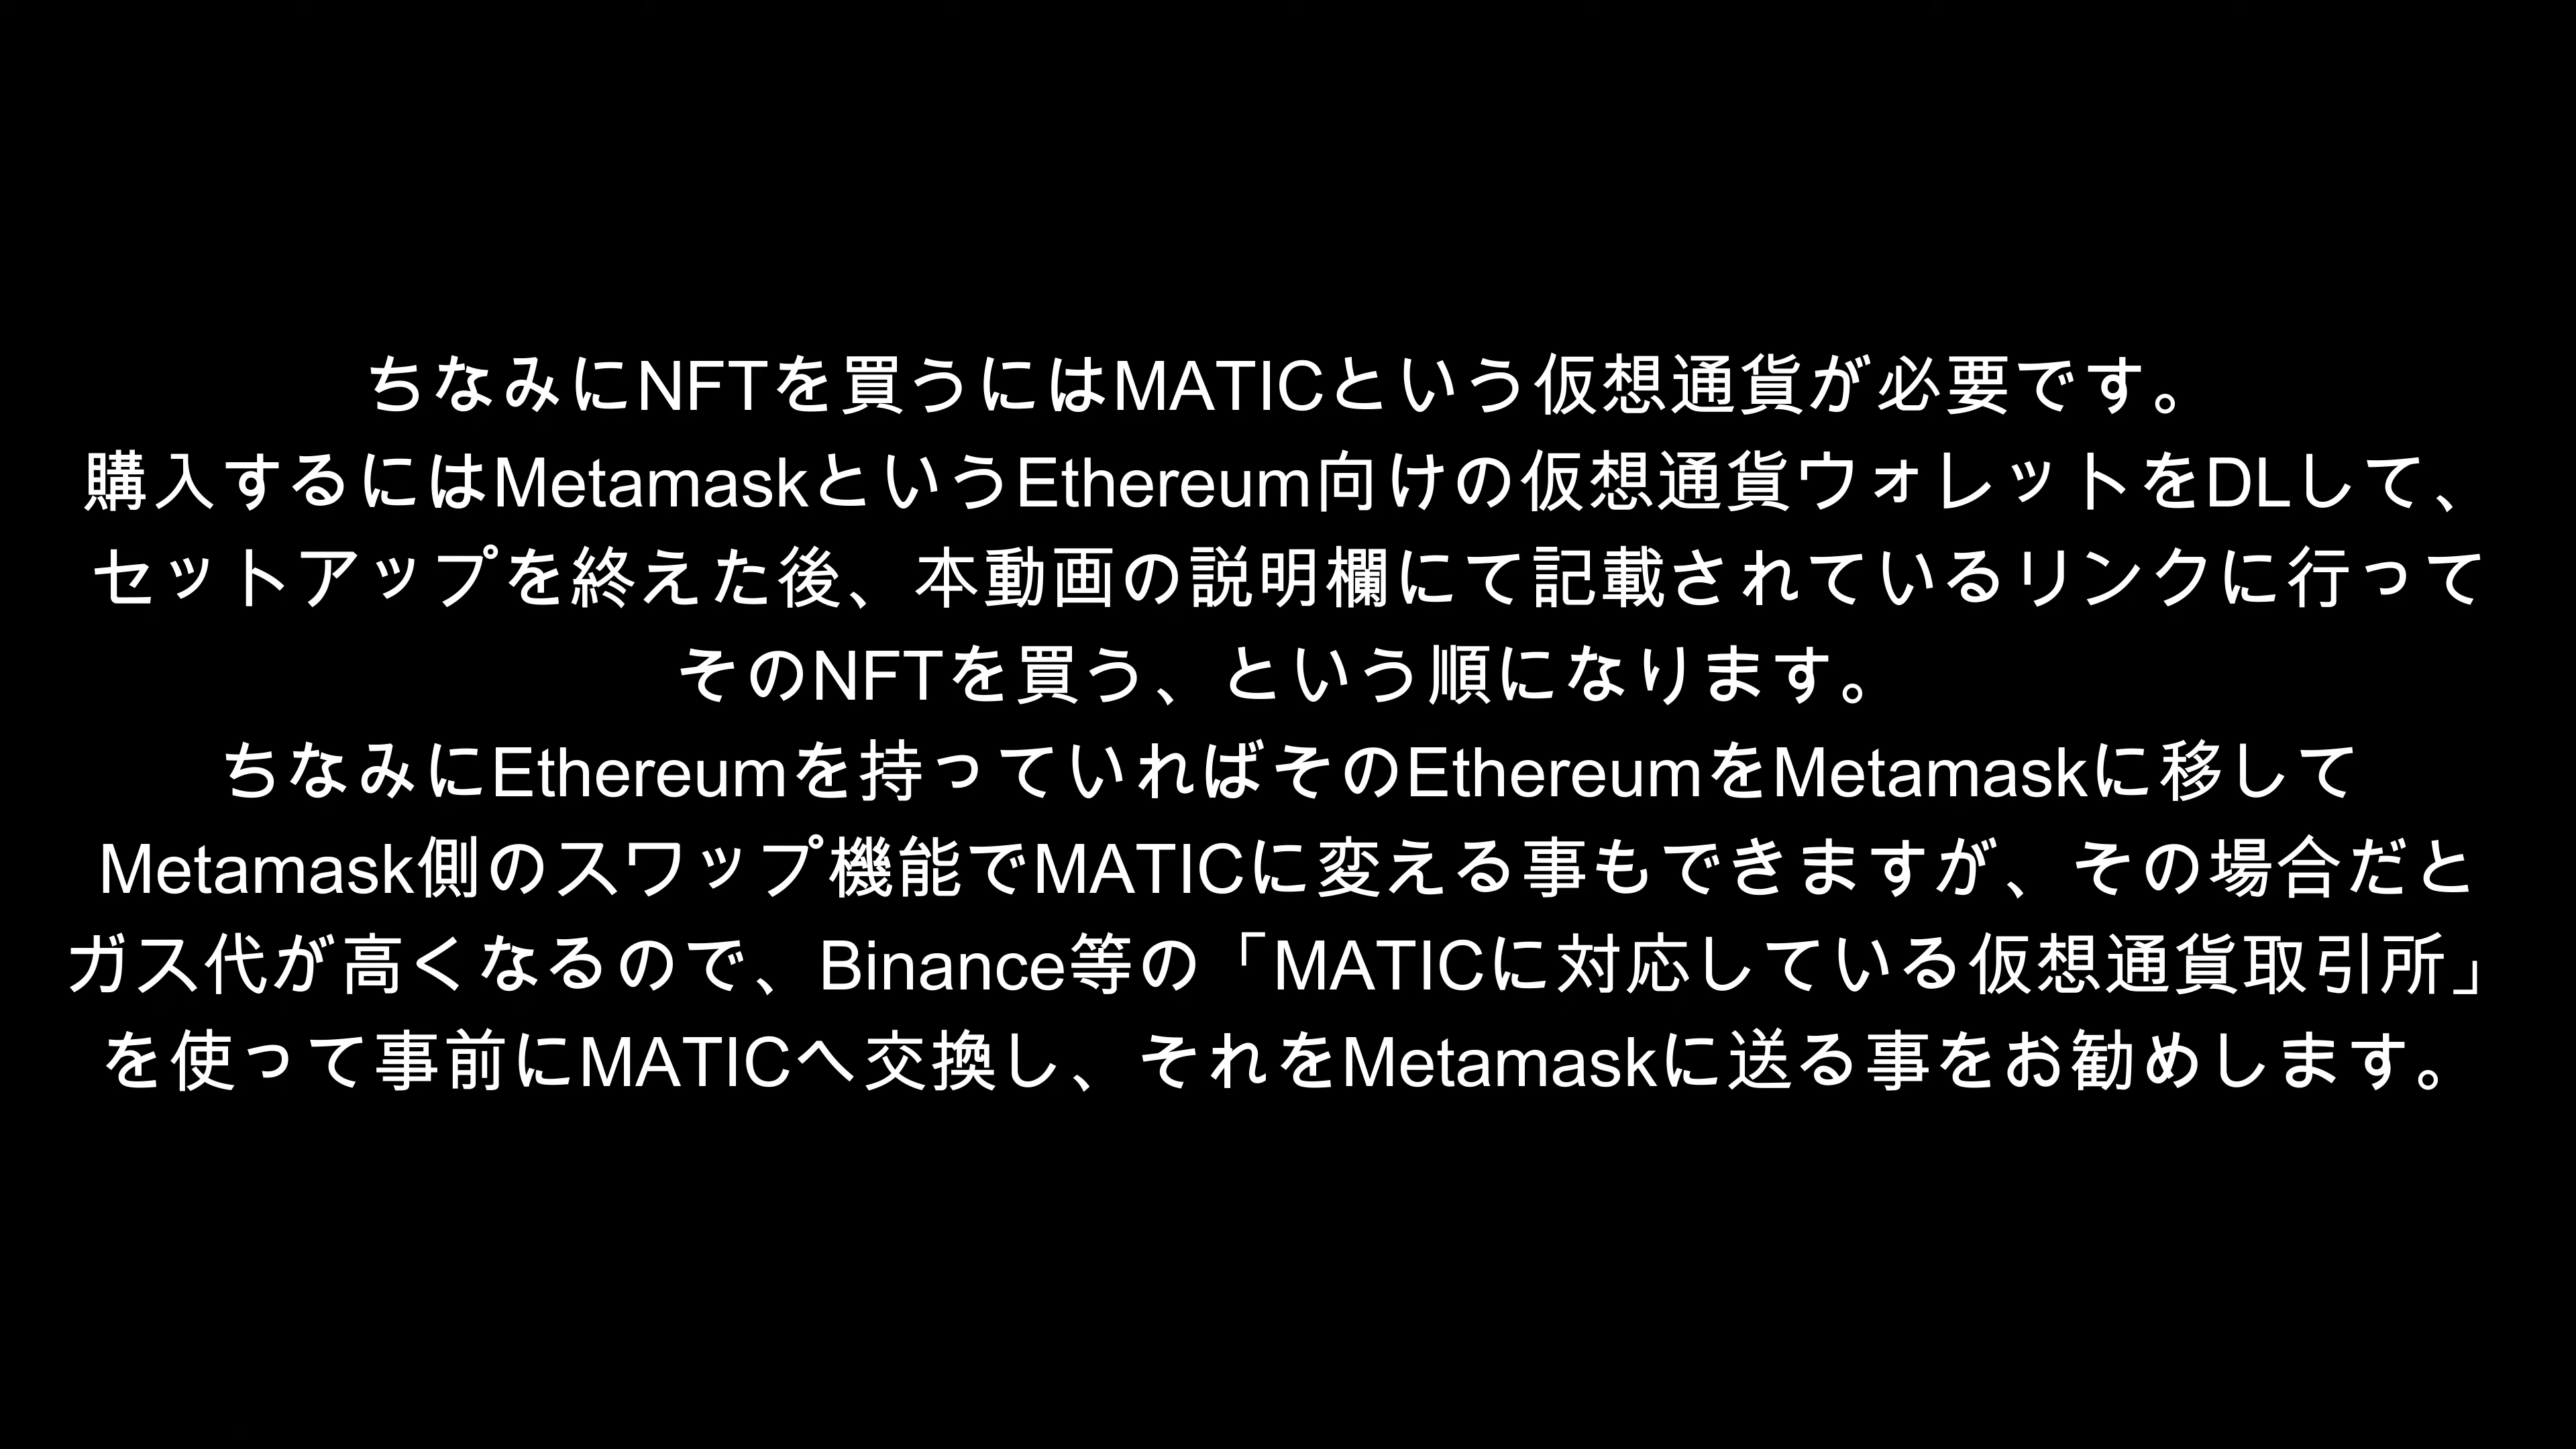 ちなみにNFTを買うにはMATICという仮想通貨が必要です。
購入するにはMetamaskというEthereum向けの仮想通貨ウォレットをDLして、
セットアップを終えた後、本動画の説明欄にて記載されているリンクに行って
そのNFTを買う、という順になります。
ちなみにEthereumを持っていればそのEthereumをMetamaskに移して
Metamask側のスワップ機能でMATICに変える事もできますが、その場合だと
ガス代が高くなるので、Binance等の「MATICに対応している仮想通貨取引所」
を使って事前にMATICへ交換し、それをMetamaskに送る事をお勧めします。